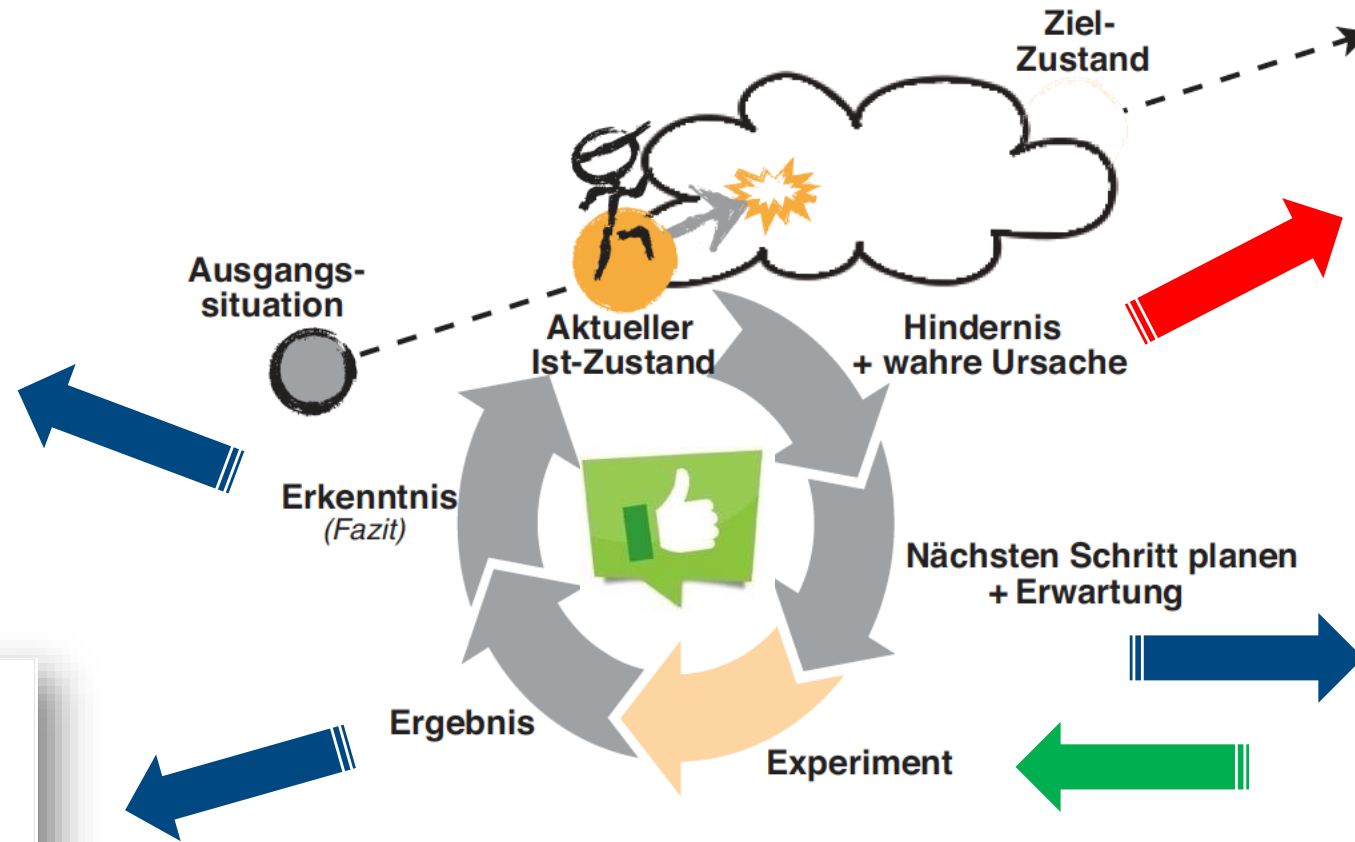 Ziel-
Zustand
Ausgangs-
situation
Aktueller
Ist-Zustand
Hindernis
+ wahre Ursache
Erkenntnis
(Fazit)
Nächsten Schritt planen
+ Erwartung
Ergebnis
Experiment